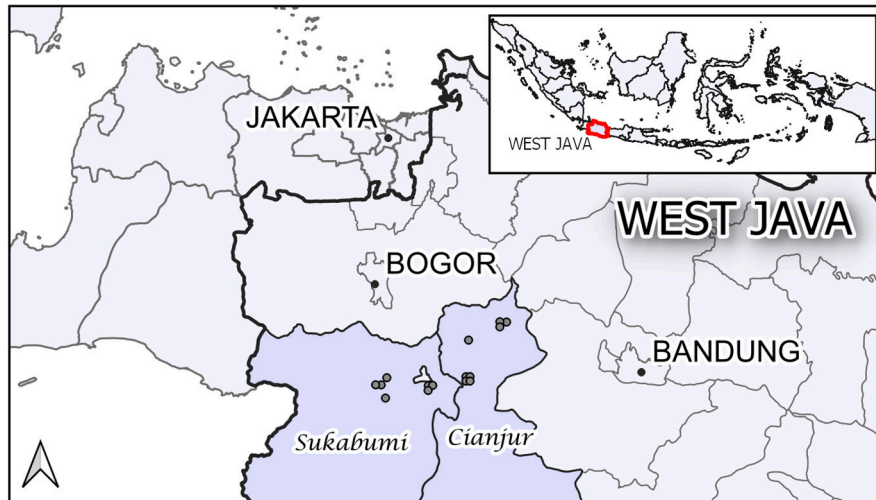 JAKARTA
WEST JAVA
WEST JAVA
BOGOR
BANDUNG
Sukabumi
Cianjur